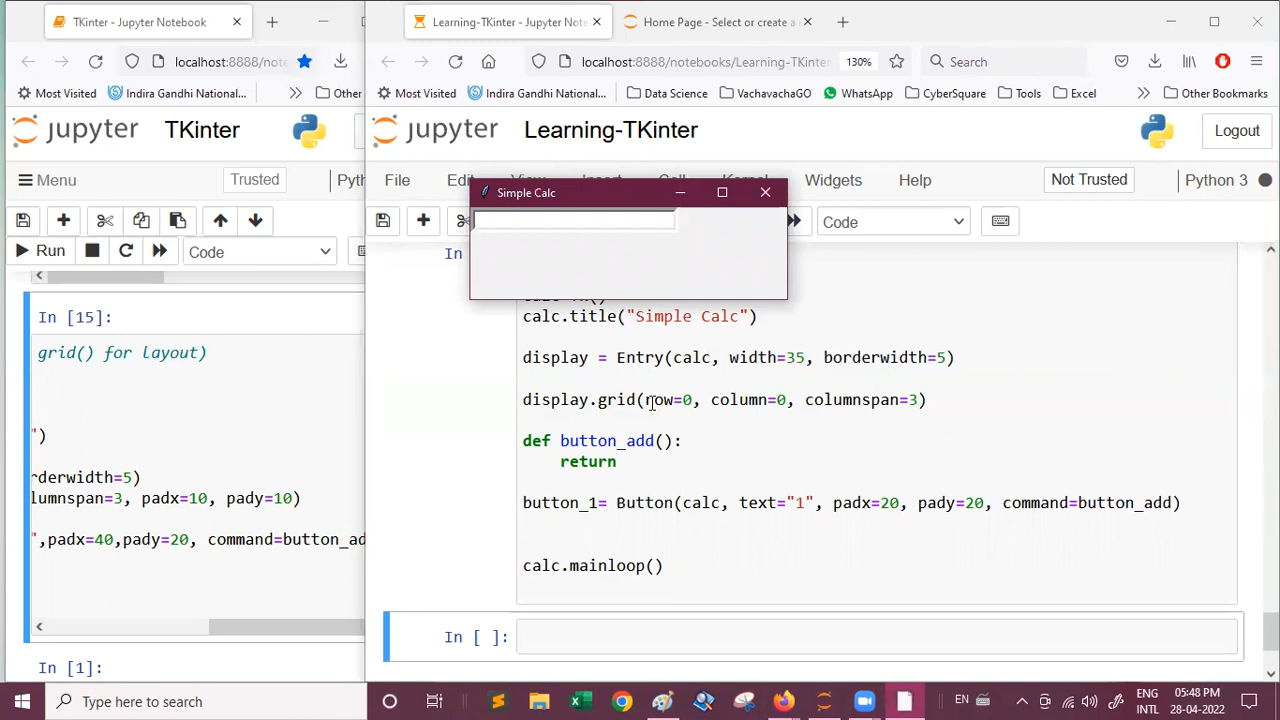 TKinter - Jupyter Notebook
Learning-TKinter - Jupyter Note
Home Page - Select or create a
localhost:8888/note
localhost:8888/notebooks/Learning-TKinter
130%
Search
Most Visited
Indira Gandhi National...
Other
Most Visited
Indira Gandhi National...
Data Science
VachavachaGO
WhatsApp
CyberSquare
Tools
Excel
Other Bookmarks
jupyter
TKinter
jupyter
Learning-TKinter
Logout
Menu
Trusted
Pyth
File
Widgets
Help
Not Trusted
Python 3
Simple Calc
Code
Run
Code
In
In [15]:
grid() for layout)
")
rderwidth=5)
lumnspan=3, padx=10, pady=10)
",padx=40,pady=20, command=button_ad
In [1]:
calc.title("Simple Calc")
display = Entry(calc, width=35, borderwidth=5)
display.grid(row=0, column=0, columnspan=3)
def button_add():
return
button_1= Button(calc, text="1", padx=20, pady=20, command=button_add)
calc.mainloop()
In [ ]:
Type here to search
EN
ENG
INTL
05:48 PM
28-04-2022